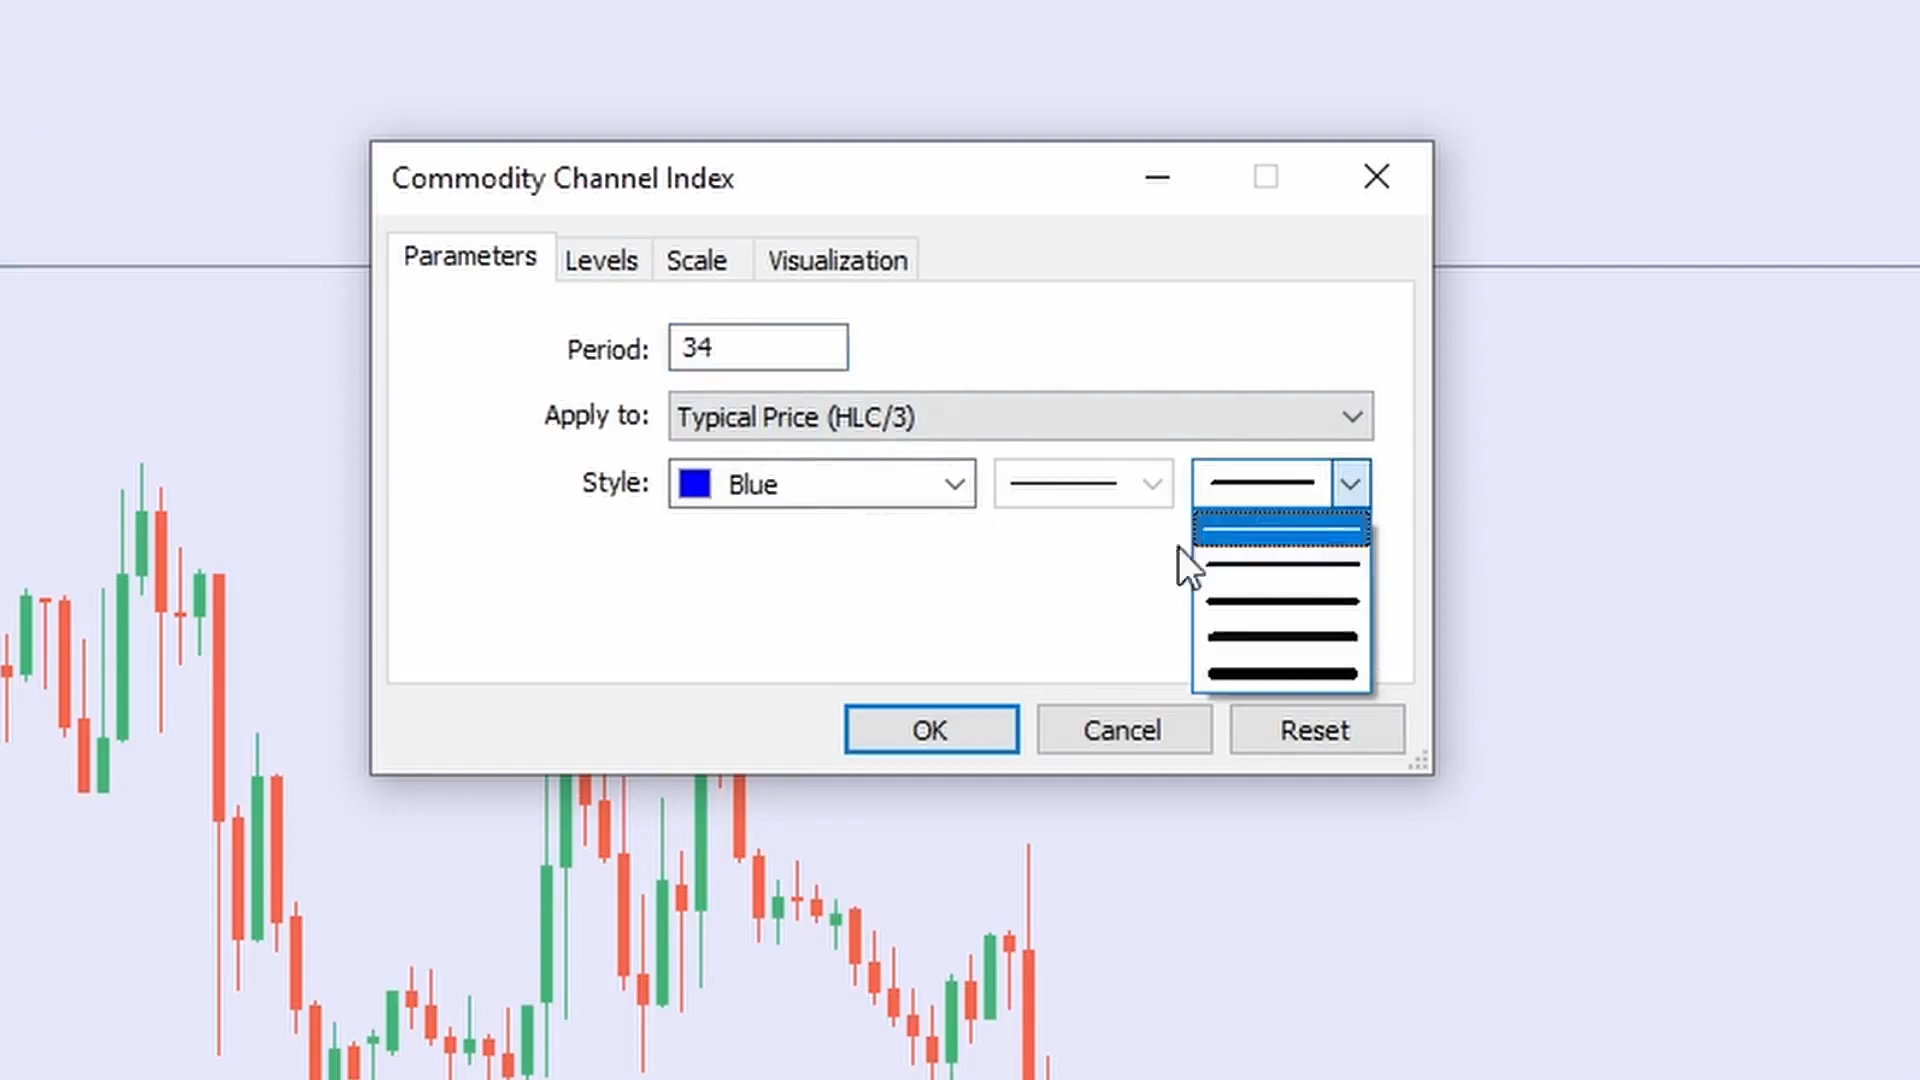 Commodity Channel Index
Parameters Levels Scale Visualization
Period: 34
Apply to: Typical Price (HLC/3)
Style: Blue
OK Cancel Reset